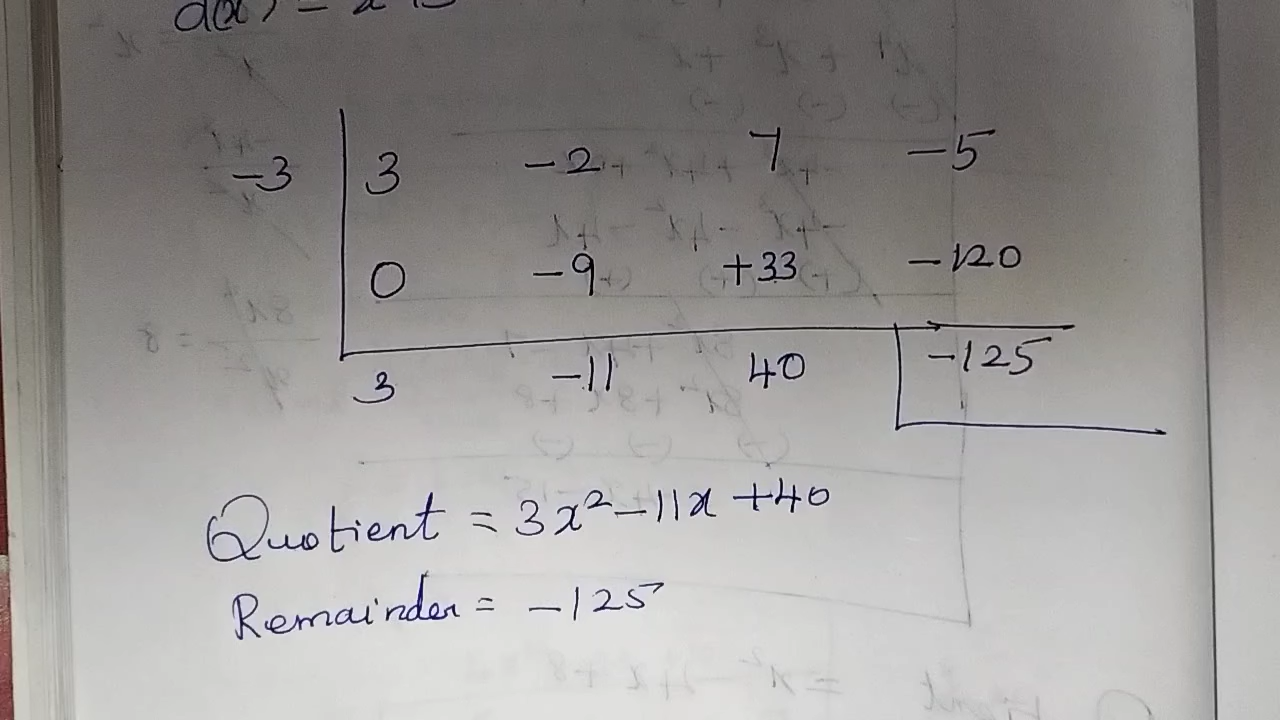 d(x) = x+3
-3 3 -2 7 -5
0 -9 +33 -120
3 -11 40 -125
Quotient = 3x²-11x +40
Remainder = -125